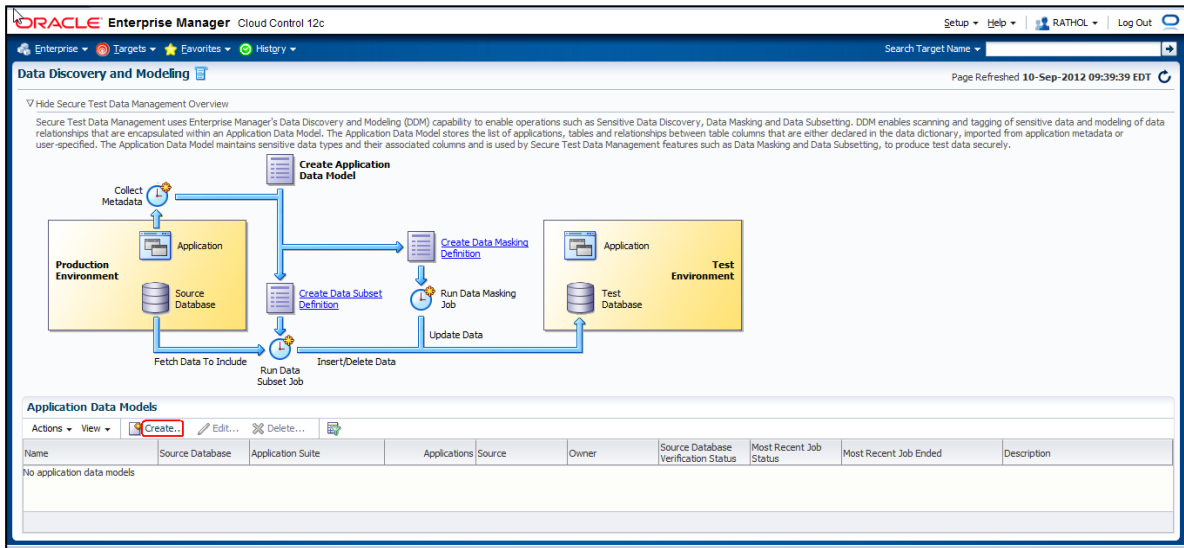 ORACLE Enterprise Manager Cloud Control 12c
Setup Help RATHOL Log Out
Enterprise Targets Favorites History Search Target Name
Data Discovery and Modeling
Page Refreshed 10-Sep-2012 09:39:39 EDT
Hide Secure Test Data Management Overview
Secure Test Data Management uses Enterprise Manager's Data Discovery and Modeling (DDM) capability to enable operations such as Sensitive Data Discovery, Data Masking and Data Subsetting. DDM enables scanning and tagging of sensitive data and modeling of data
relationships that are encapsulated within an Application Data Model. The Application Data Model stores the list of applications, tables and relationships between table columns that are either declared in the data dictionary, imported from application metadata or
user-specified. The Application Data Model maintains sensitive data types and their associated columns and is used by Secure Test Data Management features such as Data Masking and Data Subsetting, to produce test data securely.
Create Application
Data Model
Collect
Metadata
Application
Production
Environment
Source
Database
Create Data Masking
Definition
Create Data Subset
Definition
Run Data Masking
Job
Application
Test
Environment
Test
Database
Update Data
Fetch Data To Include
Run Data
Subset Job
Insert/Delete Data
Application Data Models
Actions View Create.. Edit... Delete...
Name Source Database Application Suite Applications Source Owner Source Database Verification Status Most Recent Job Status Most Recent Job Ended Description
No application data models